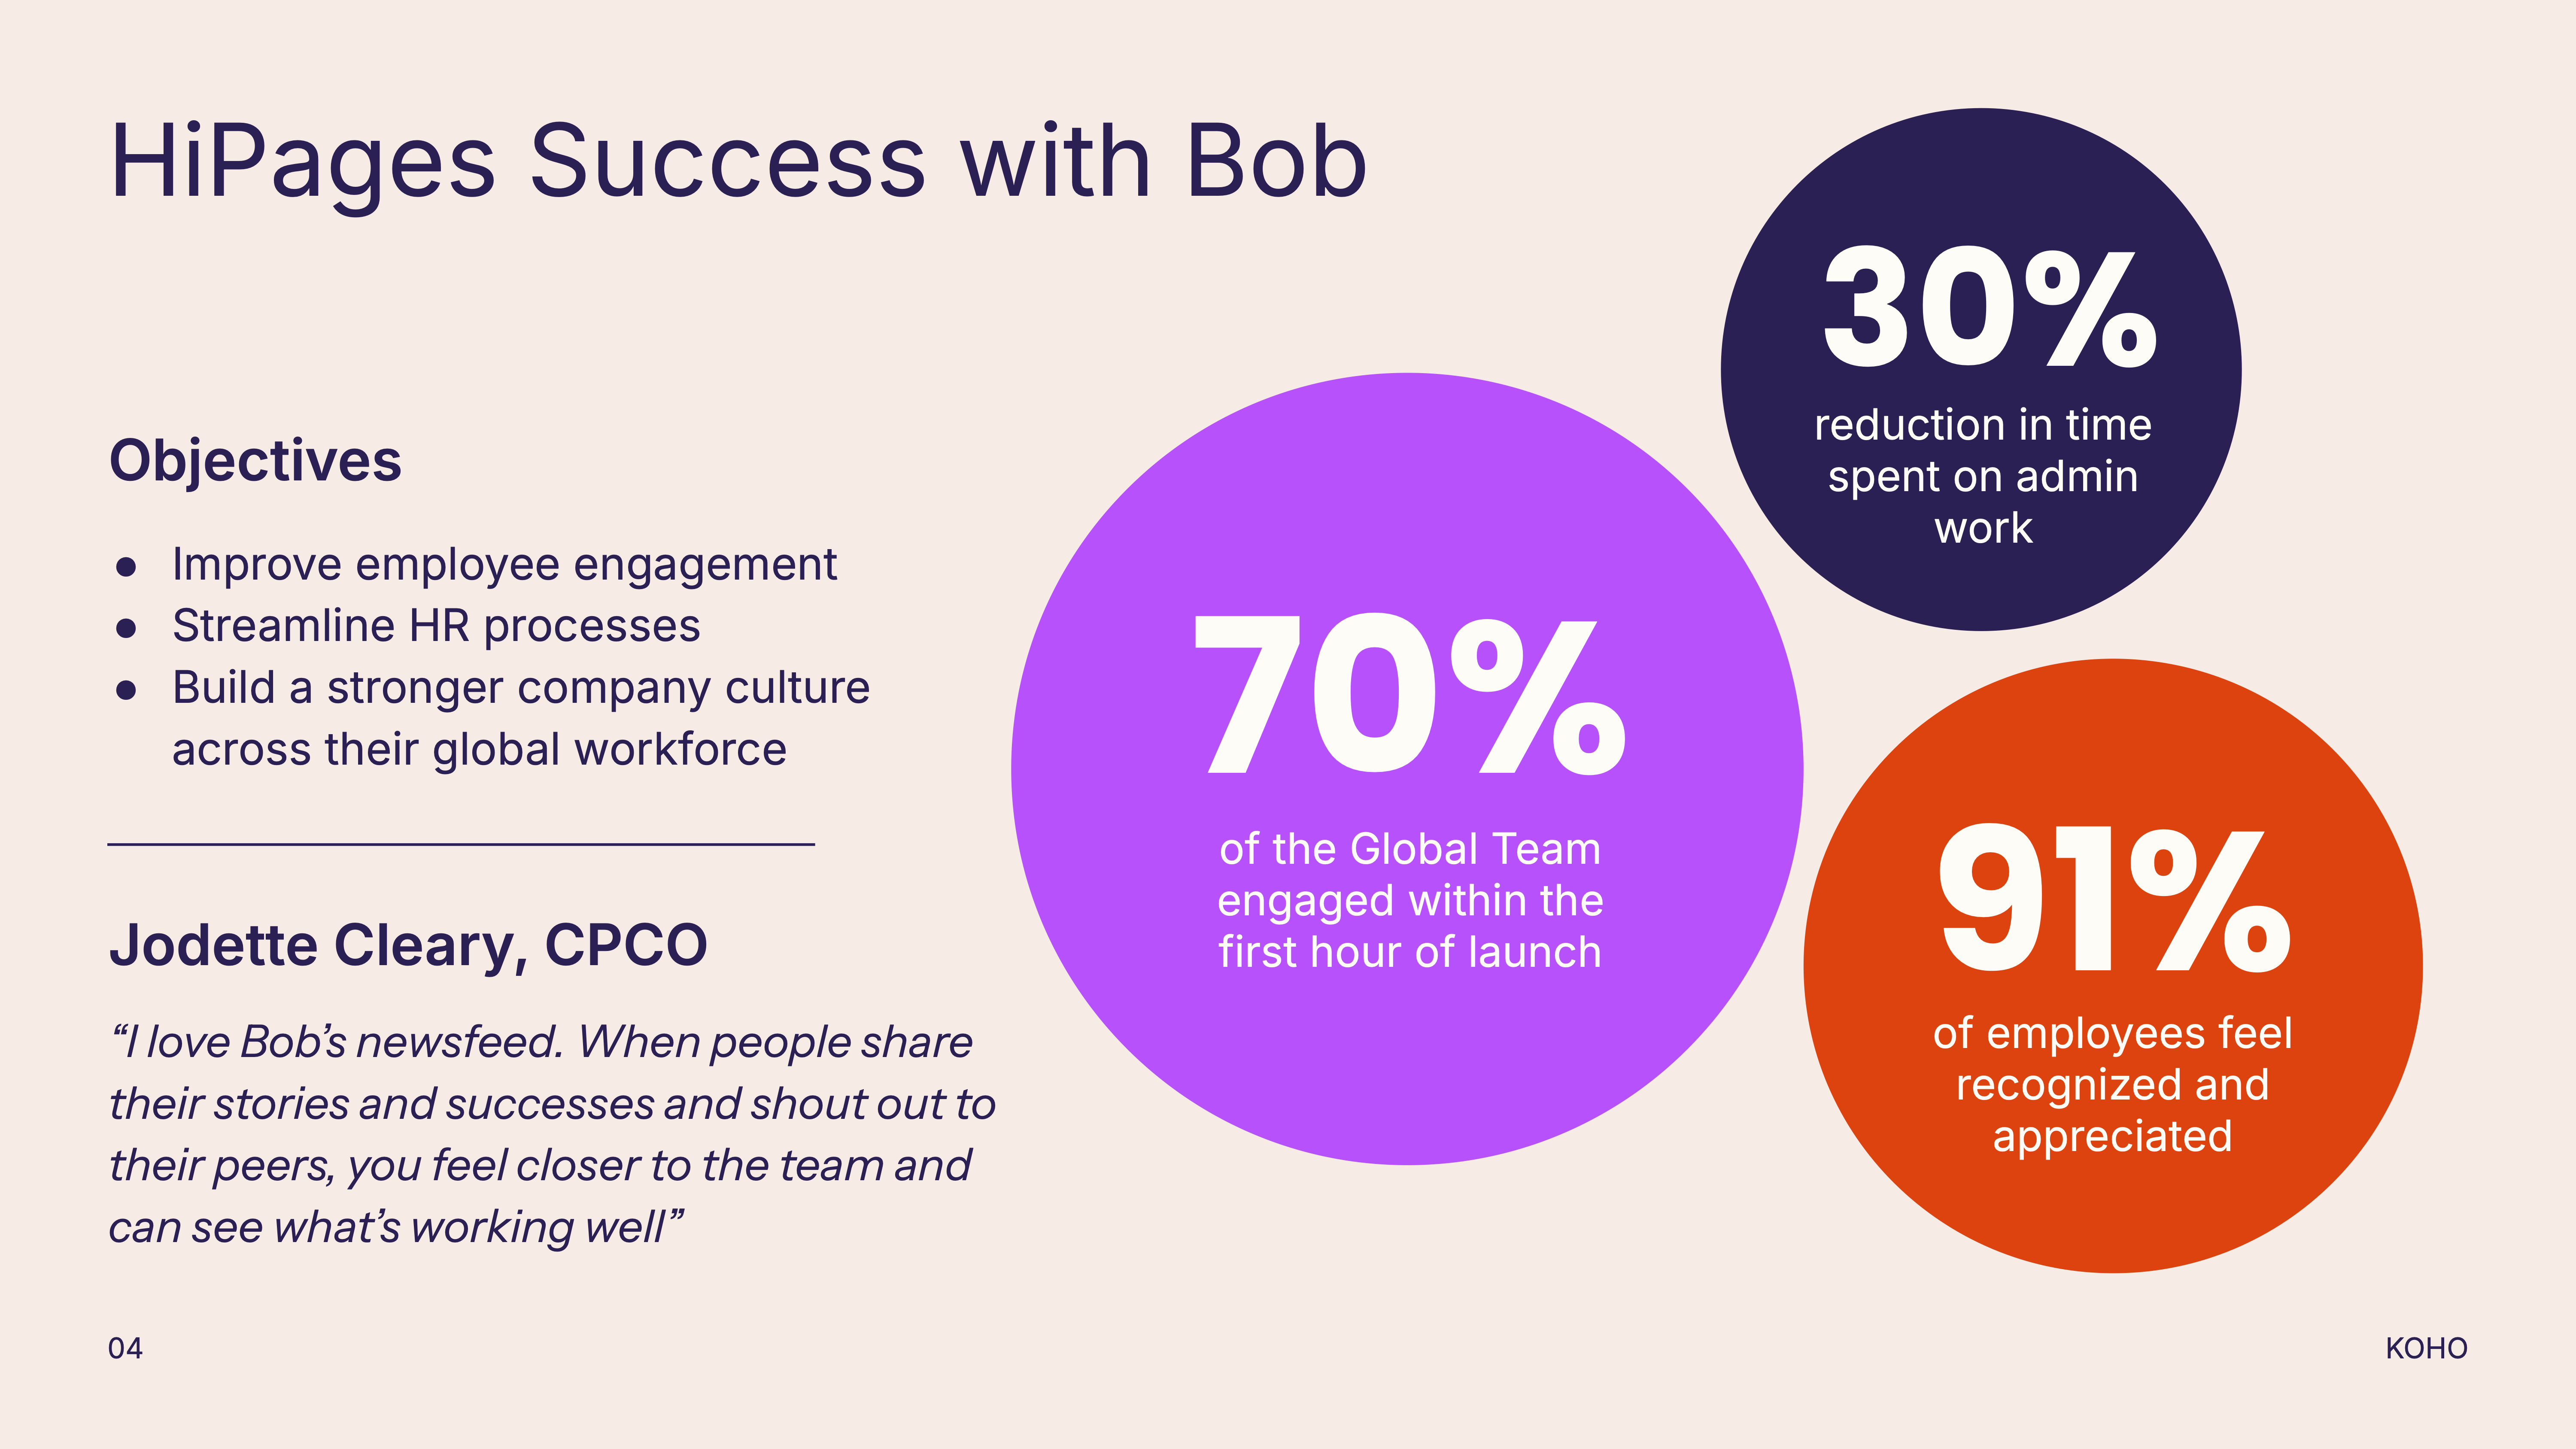 HiPages Success with Bob
Objectives
● Improve employee engagement
● Streamline HR processes
● Build a stronger company culture
across their global workforce
Jodette Cleary, CPCO
“I love Bob’s newsfeed. When people share
their stories and successes and shout out to
their peers, you feel closer to the team and
can see what’s working well”
70%
of the Global Team
engaged within the
first hour of launch
30%
reduction in time
spent on admin
work
91%
of employees feel
recognized and
appreciated
04
KOHO